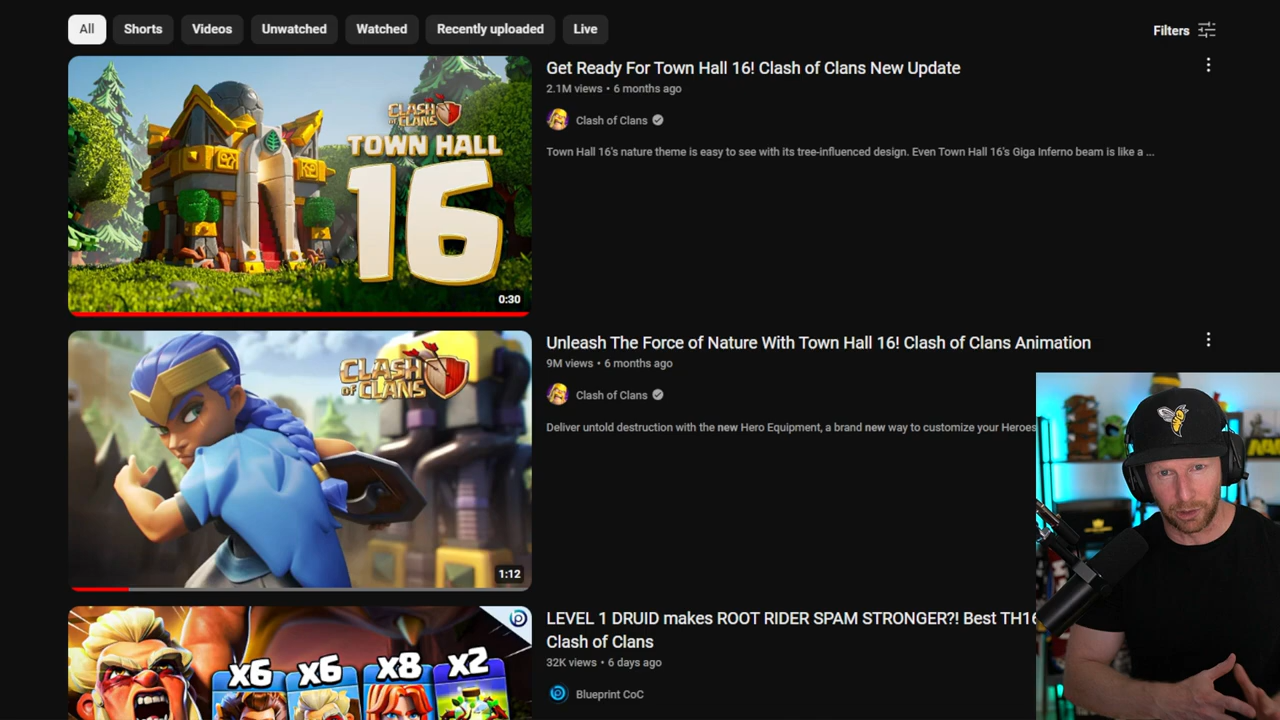 All
Shorts
Videos
Unwatched
Watched
Recently uploaded
Live
Filters
CLASH OF CLANS
TOWN HALL
16
0:30
Get Ready For Town Hall 16! Clash of Clans New Update
2.1M views • 6 months ago
Clash of Clans
Town Hall 16's nature theme is easy to see with its tree-influenced design. Even Town Hall 16's Giga Inferno beam is like a ...
CLASH OF CLANS
1:12
Unleash The Force of Nature With Town Hall 16! Clash of Clans Animation
9M views • 6 months ago
Clash of Clans
Deliver untold destruction with the new Hero Equipment, a brand new way to customize your Heroes
x6
x6
x8
x2
LEVEL 1 DRUID makes ROOT RIDER SPAM STRONGER?! Best TH16
Clash of Clans
32K views • 6 days ago
Blueprint CoC